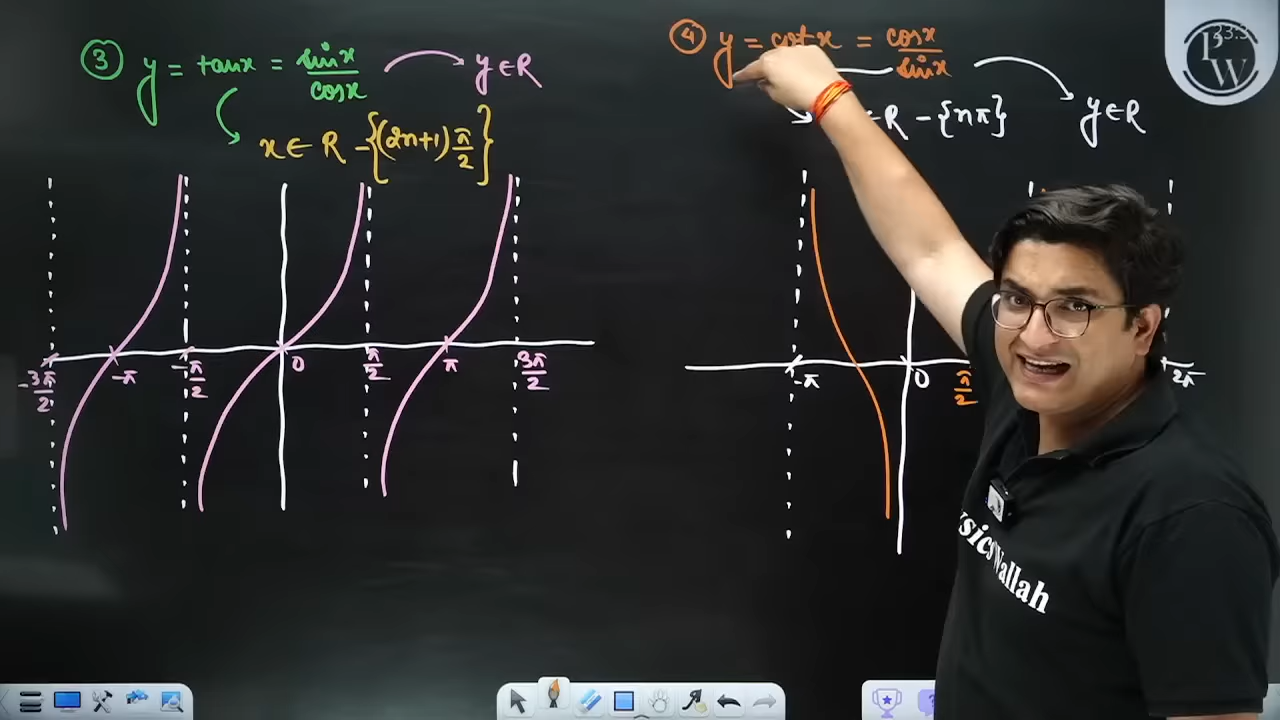 ③ y = tanx = sinx/cosx
y ∈ R
x ∈ R - {(2n+1)π/2}
-3π/2 -π -π/2 0 π/2 π 3π/2
④ y = cotx = cosx/sinx
∈ R - {nπ}
y ∈ R
-π 0 π/2 2π
PW
Wallah